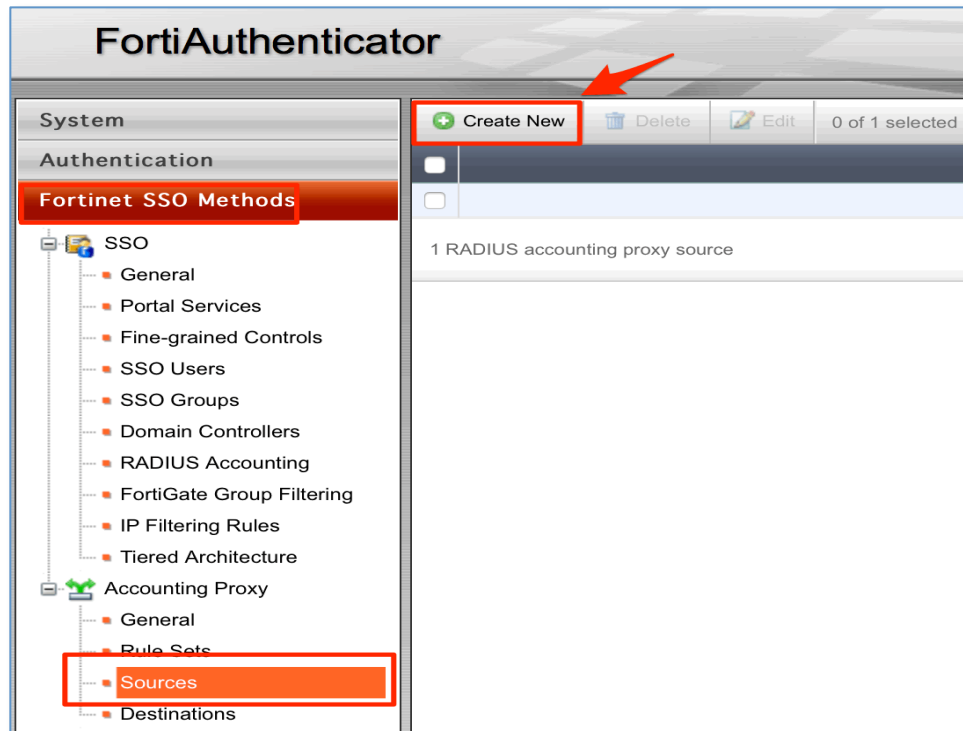 FortiAuthenticator
System
Authentication
Fortinet SSO Methods
SSO
General
Portal Services
Fine-grained Controls
SSO Users
SSO Groups
Domain Controllers
RADIUS Accounting
FortiGate Group Filtering
IP Filtering Rules
Tiered Architecture
Accounting Proxy
General
Rule Sets
Sources
Destinations
Create New Delete Edit 0 of 1 selected
1 RADIUS accounting proxy source